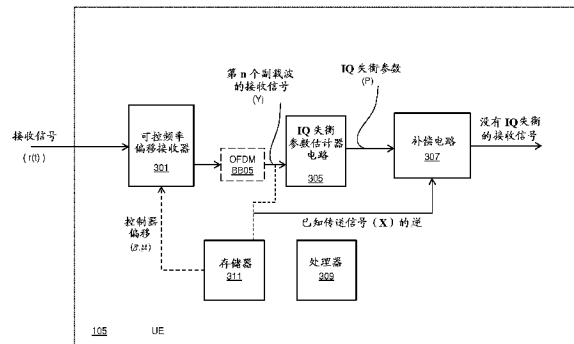 第 n 个副载波
的接收信号
(Y)
IQ 失衡参数
(P)
接收信号
( r(t) )
可控频率
偏移接收器
301
OFDM
BB05
IQ 失衡
参数估计器
电路
305
补偿电路
307
没有 IQ 失衡
的接收信号
控制器
偏移
已知传送信号 (X) 的逆
存储器
311
处理器
309
105
UE